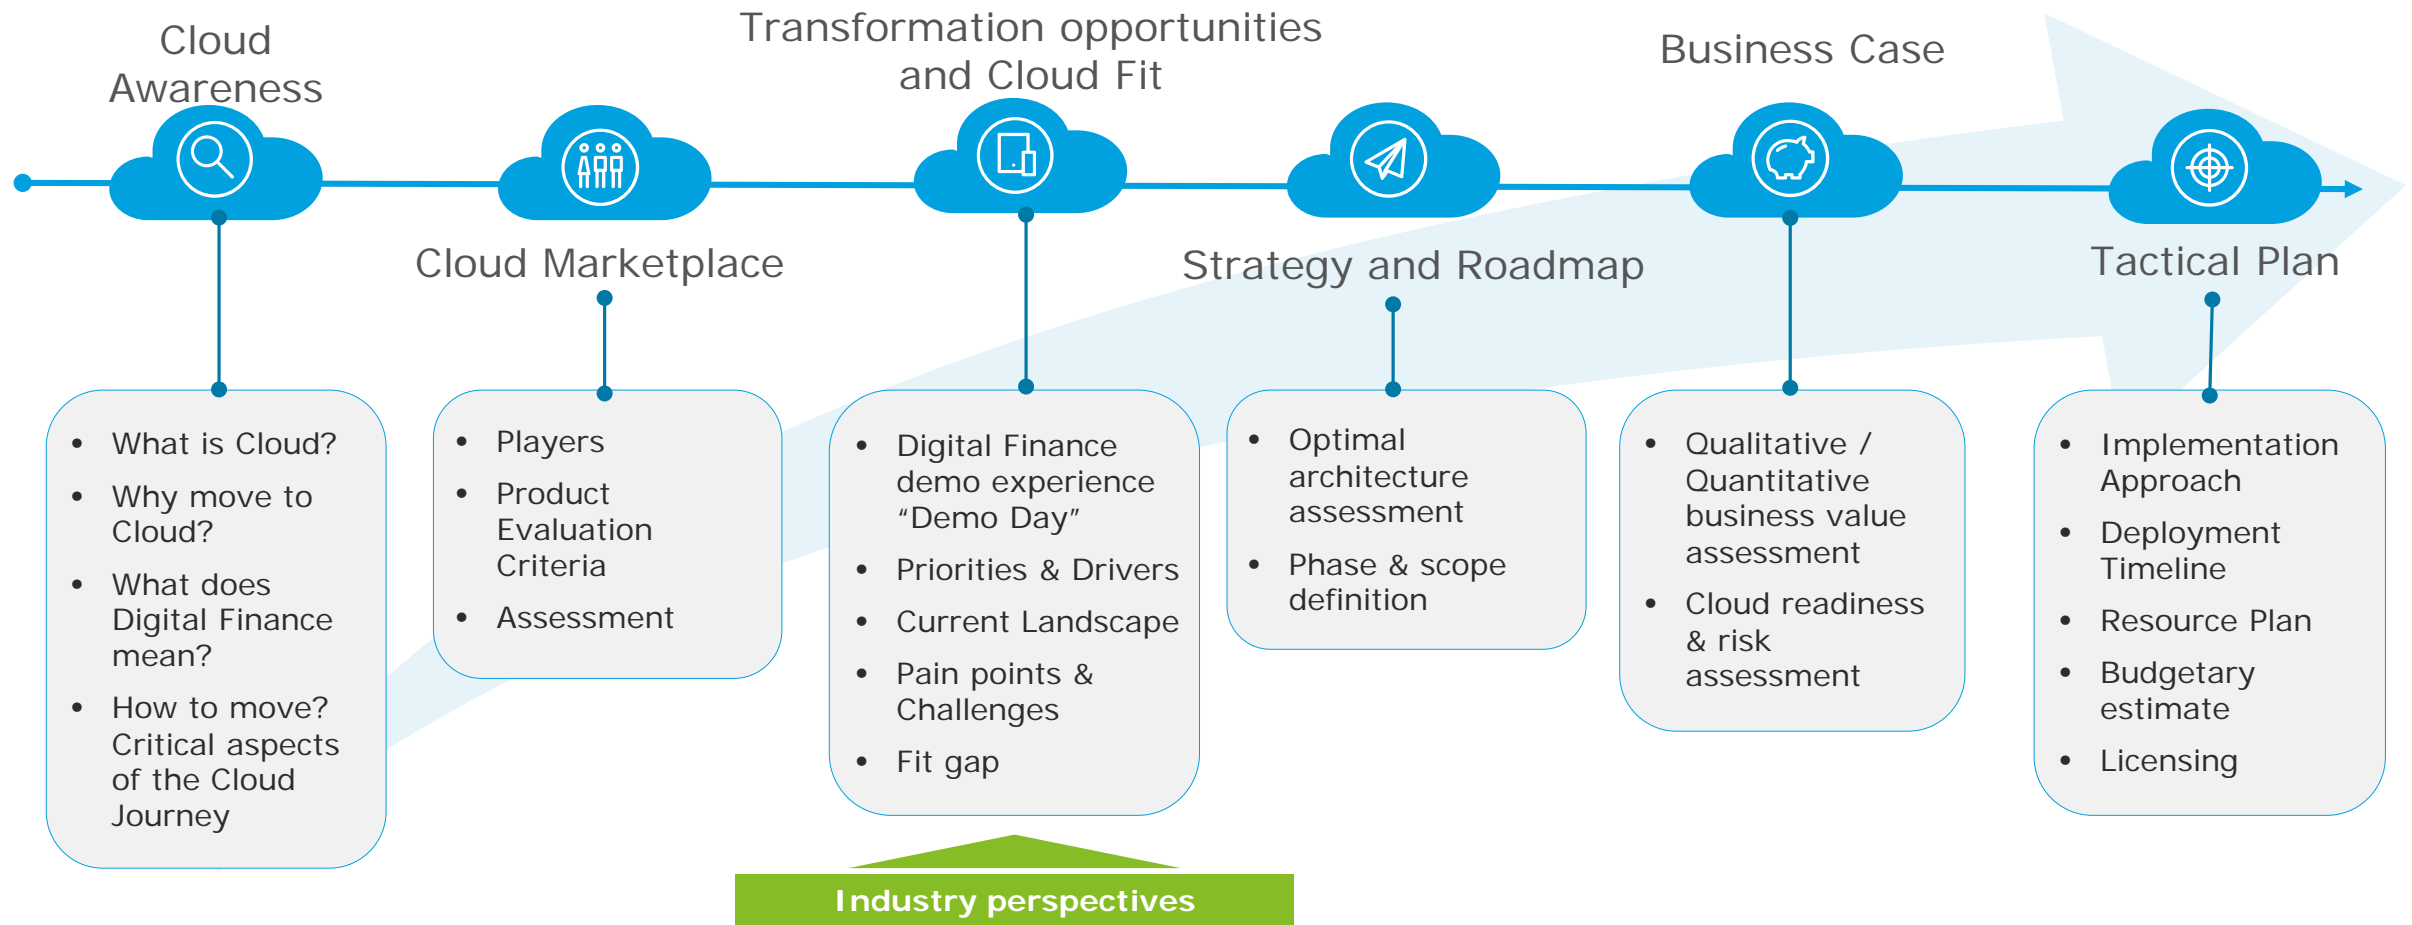 Cloud
Awareness
Transformation opportunities
and Cloud Fit
Business Case
Cloud Marketplace
Strategy and Roadmap
Tactical Plan
• What is Cloud?
• Why move to
Cloud?
• What does
Digital Finance
mean?
• How to move?
Critical aspects
of the Cloud
Journey
• Players
• Product
Evaluation
Criteria
• Assessment
• Digital Finance
demo experience
“Demo Day”
• Priorities & Drivers
• Current Landscape
• Pain points &
Challenges
• Fit gap
• Optimal
architecture
assessment
• Phase & scope
definition
• Qualitative /
Quantitative
business value
assessment
• Cloud readiness
& risk
assessment
• Implementation
Approach
• Deployment
Timeline
• Resource Plan
• Budgetary
estimate
• Licensing
Industry perspectives